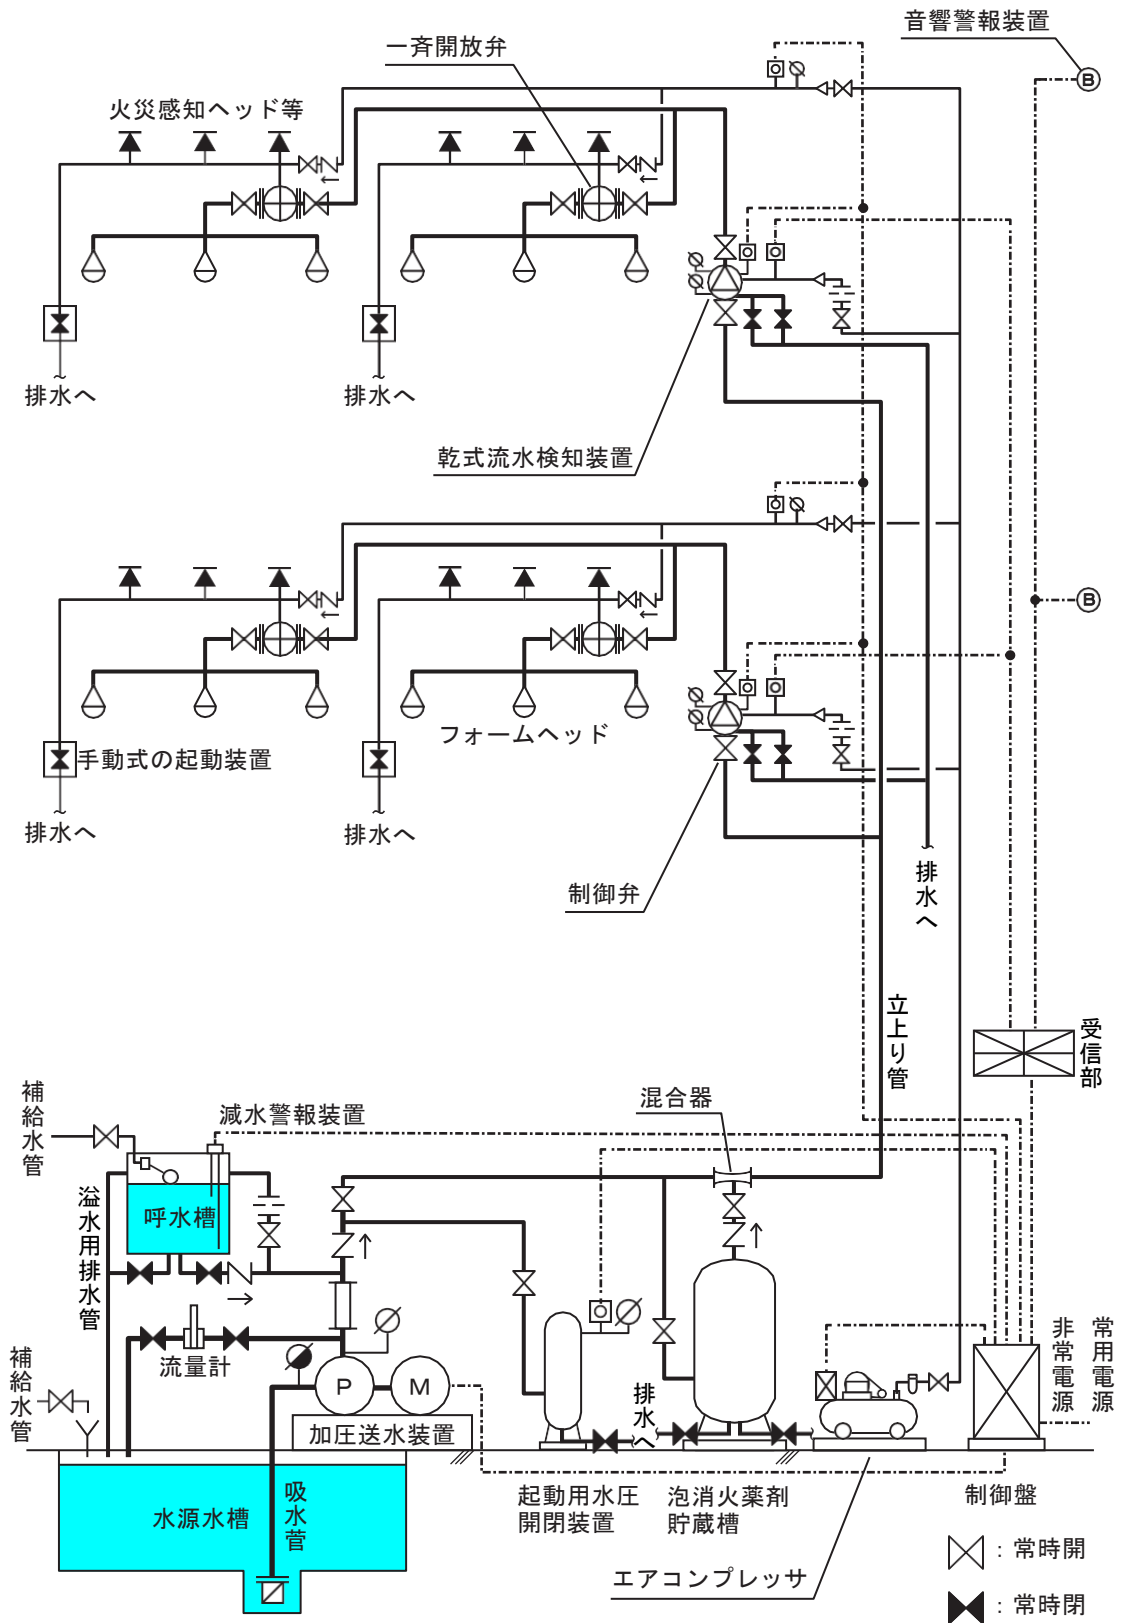 音響警報装置
一斉開放弁
B
火災感知ヘッド等
排水へ
排水へ
乾式流水検知装置
B
フォームヘッド
手動式の起動装置
排水へ
排水へ
制御弁
排水へ
立上り管
受信部
補給水管
減水警報装置
混合器
溢水用排水管
呼水槽
流量計
補給水管
P
M
加圧送水装置
排水へ
非常電源
常用電源
水源水槽
吸水菅
起動用水圧
開閉装置
泡消火薬剤
貯蔵槽
制御盤
エアコンプレッサ
：常時開
：常時閉